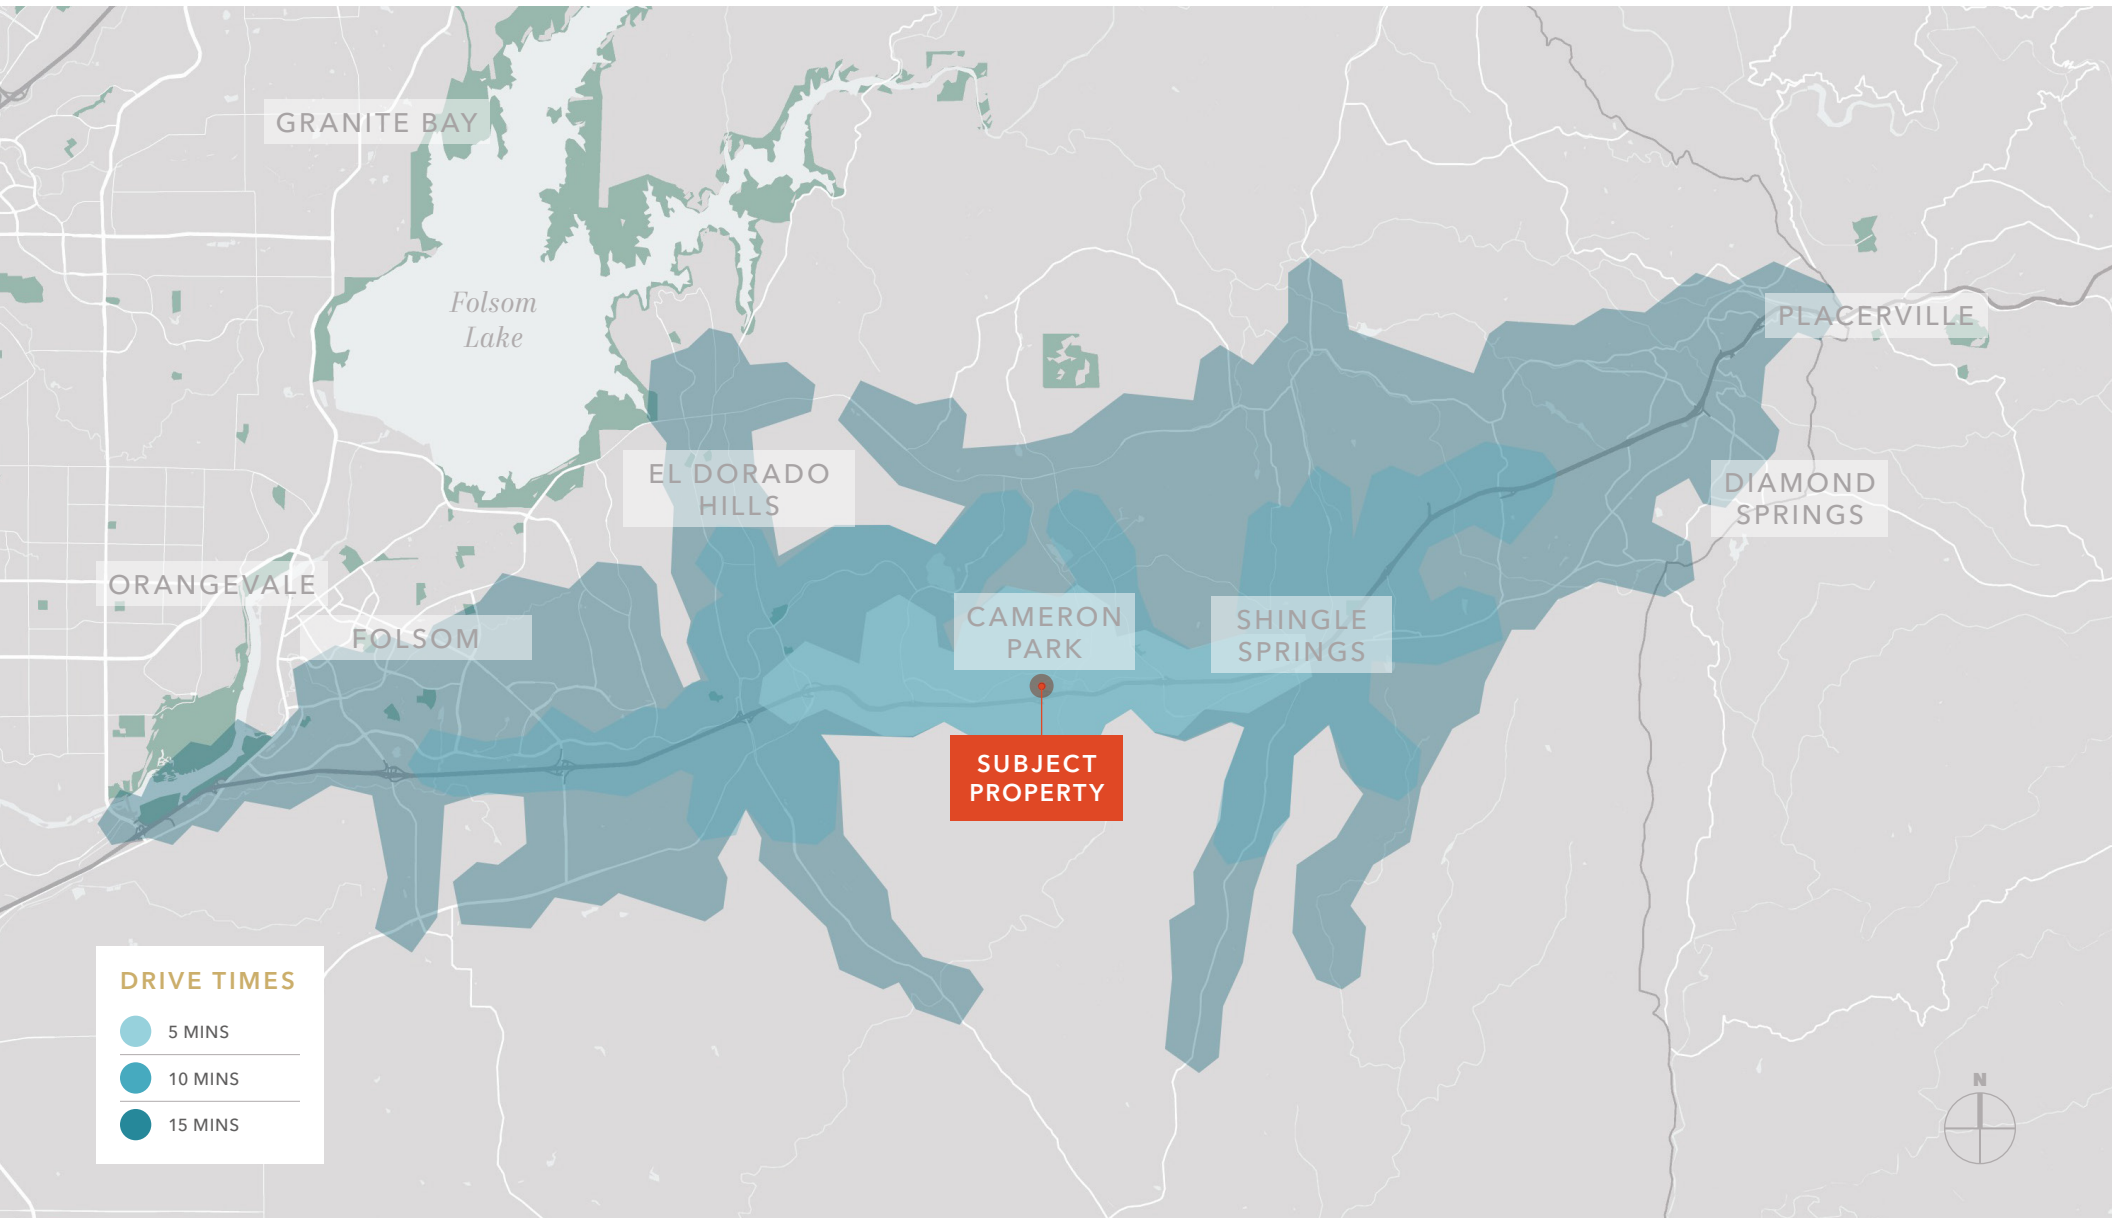 GRANITE BAY
Folsom
Lake
PLACERVILLE
EL DORADO
HILLS
DIAMOND
SPRINGS
ORANGEVALE
FOLSOM
CAMERON
PARK
SHINGLE
SPRINGS
SUBJECT
PROPERTY
DRIVE TIMES
5 MINS
10 MINS
15 MINS
N